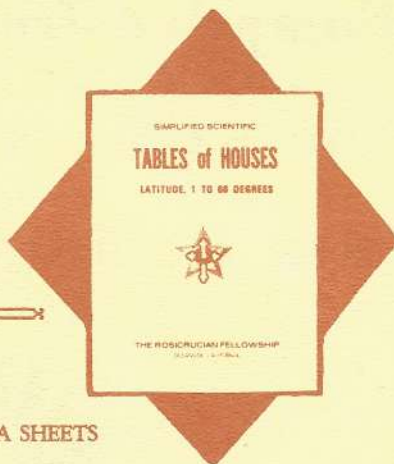 SIMPLIFIED SCIENTIFIC
TABLES of HOUSES
LATITUDE, 1 TO 66 DEGREES
THE ROSICRUCIAN FELLOWSHIP
A SHEETS